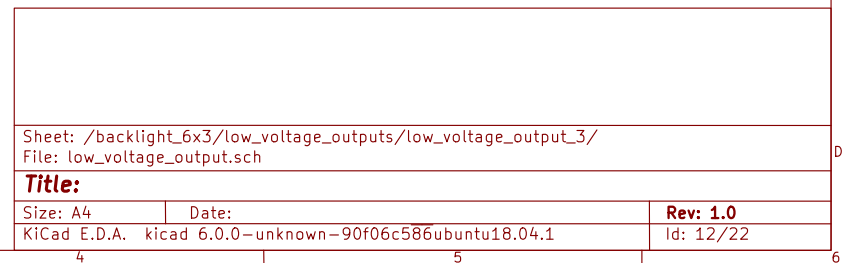 Sheet: /backlight_6x3/low_voltage_outputs/low_voltage_output_3/
File: low_voltage_output.sch
D
Title:
Size: A4 Date: Rev: 1.0
KiCad E.D.A. kicad 6.0.0-unknown-90f06c586ubuntu18.04.1 Id: 12/22
4 5 6